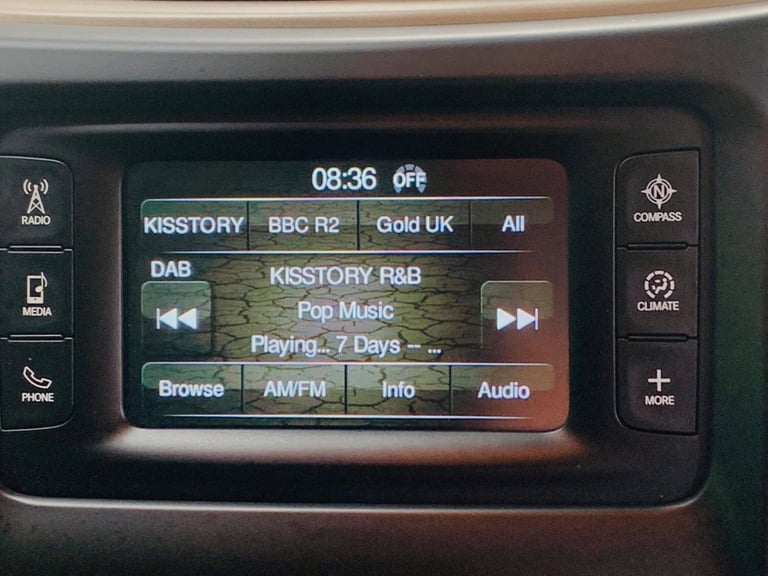 08:36 OFF
KISSTORY BBC R2 Gold UK All
DAB
KISSTORY R&B
Pop Music
Playing... 7 Days -- ...
Browse AM/FM Info Audio
RADIO
MEDIA
PHONE
N
COMPASS
CLIMATE
MORE